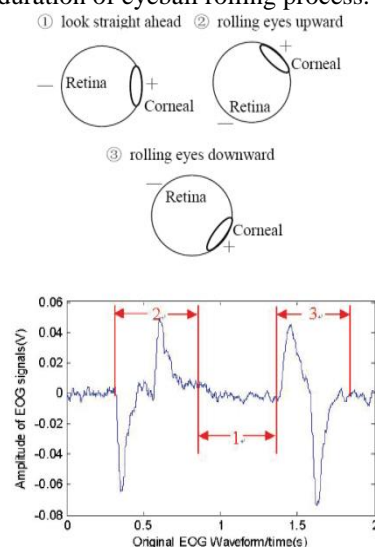 duration of eyeball rolling process.
① look straight ahead ② rolling eyes upward
Retina
Corneal
− +
Retina
Corneal
+ −
③ rolling eyes downward
Retina
Corneal
− +
Amplitude of EOG signals(V)
0.06
0.04
0.02
0
-0.02
-0.04
-0.06
-0.08
2
3
1
0 0.5 1 1.5 2
Original EOG Waveform/time(s)